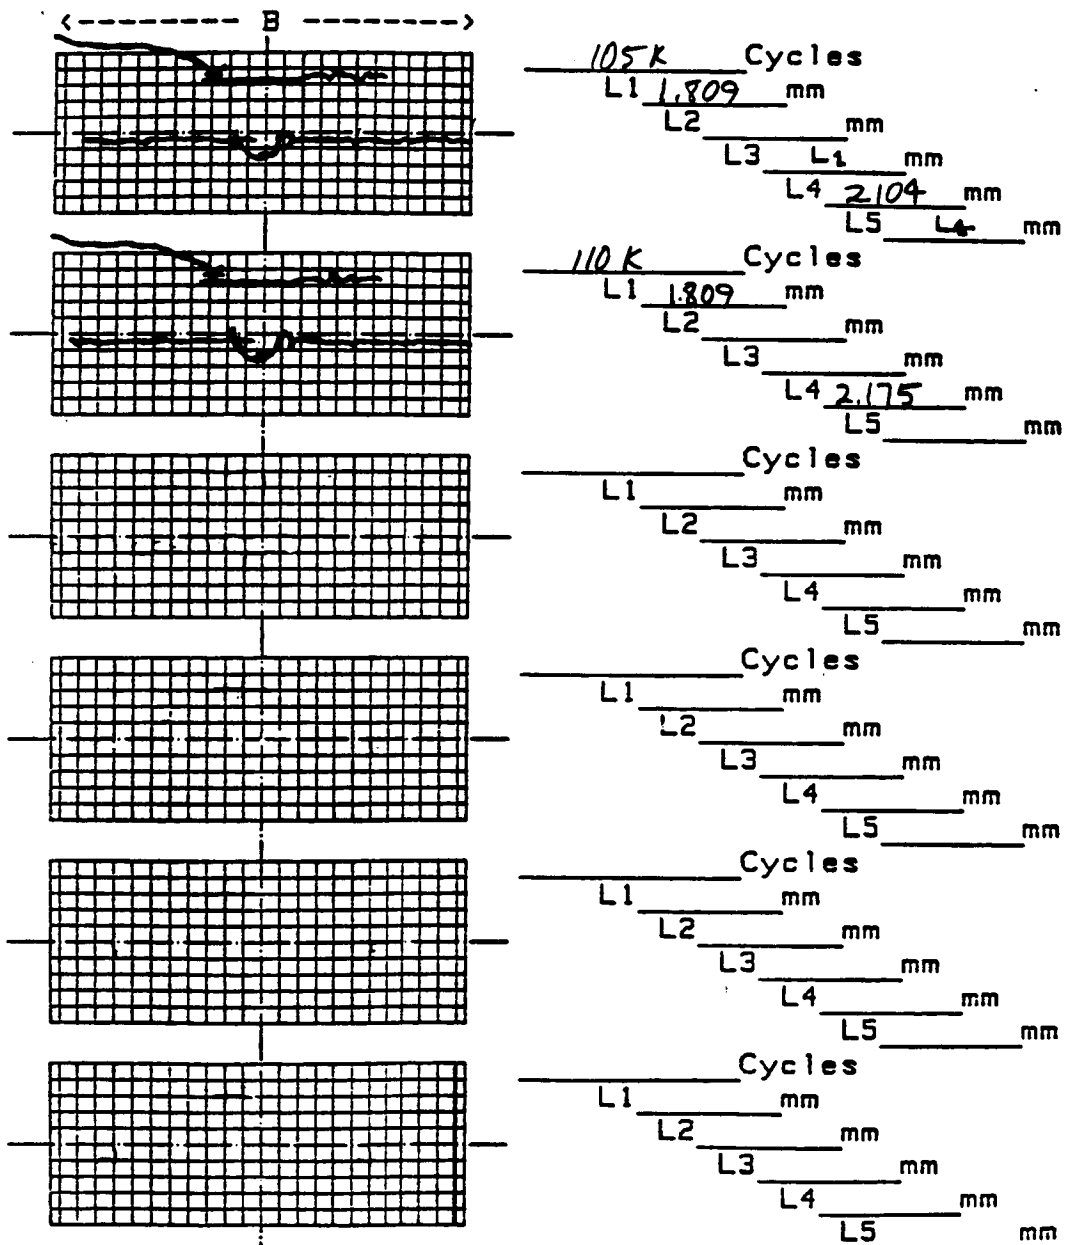 <-------- B -------->
105 K Cycles
L1 1.809 mm
L2 mm
L3 L1 mm
L4 2.104 mm
L5 L4 mm
110 K Cycles
L1 1.809 mm
L2 mm
L3 mm
L4 2.175 mm
L5 mm
Cycles
L1 mm
L2 mm
L3 mm
L4 mm
L5 mm
Cycles
L1 mm
L2 mm
L3 mm
L4 mm
L5 mm
Cycles
L1 mm
L2 mm
L3 mm
L4 mm
L5 mm
Cycles
L1 mm
L2 mm
L3 mm
L4 mm
L5 mm